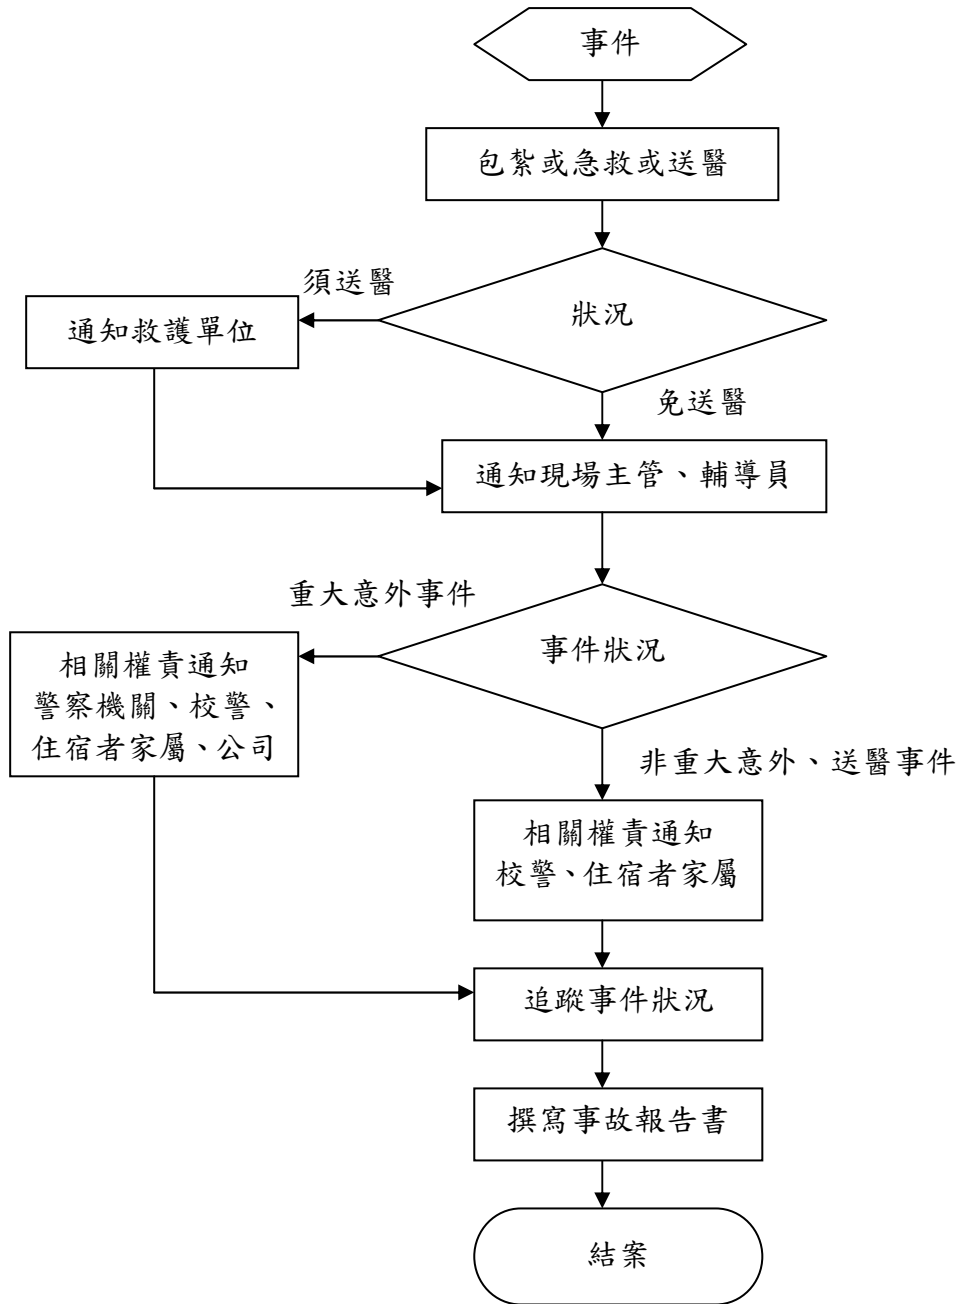 事件
包紮或急救或送醫
須送醫
狀況
通知救護單位
免送醫
通知現場主管、輔導員
重大意外事件
事件狀況
相關權責通知
警察機關、校警、
住宿者家屬、公司
非重大意外、送醫事件
相關權責通知
校警、住宿者家屬
追蹤事件狀況
撰寫事故報告書
結案